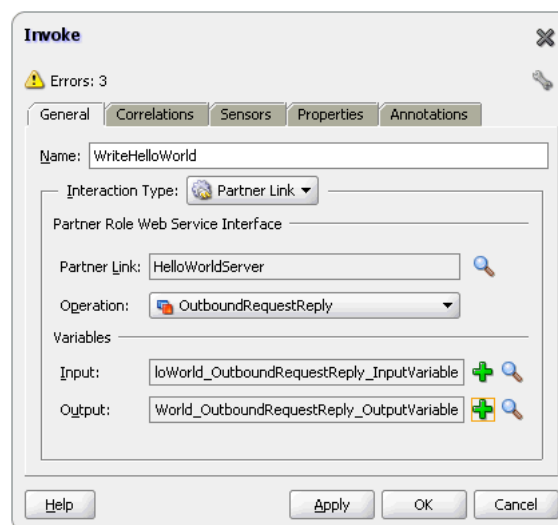 Invoke
Errors: 3
General Correlations Sensors Properties Annotations
Name: WriteHelloWorld
Interaction Type: Partner Link
Partner Role Web Service Interface
Partner Link: HelloWorldServer
Operation: OutboundRequestReply
Variables
Input: loWorld_OutboundRequestReply_InputVariable
Output: World_OutboundRequestReply_OutputVariable
Help Apply OK Cancel